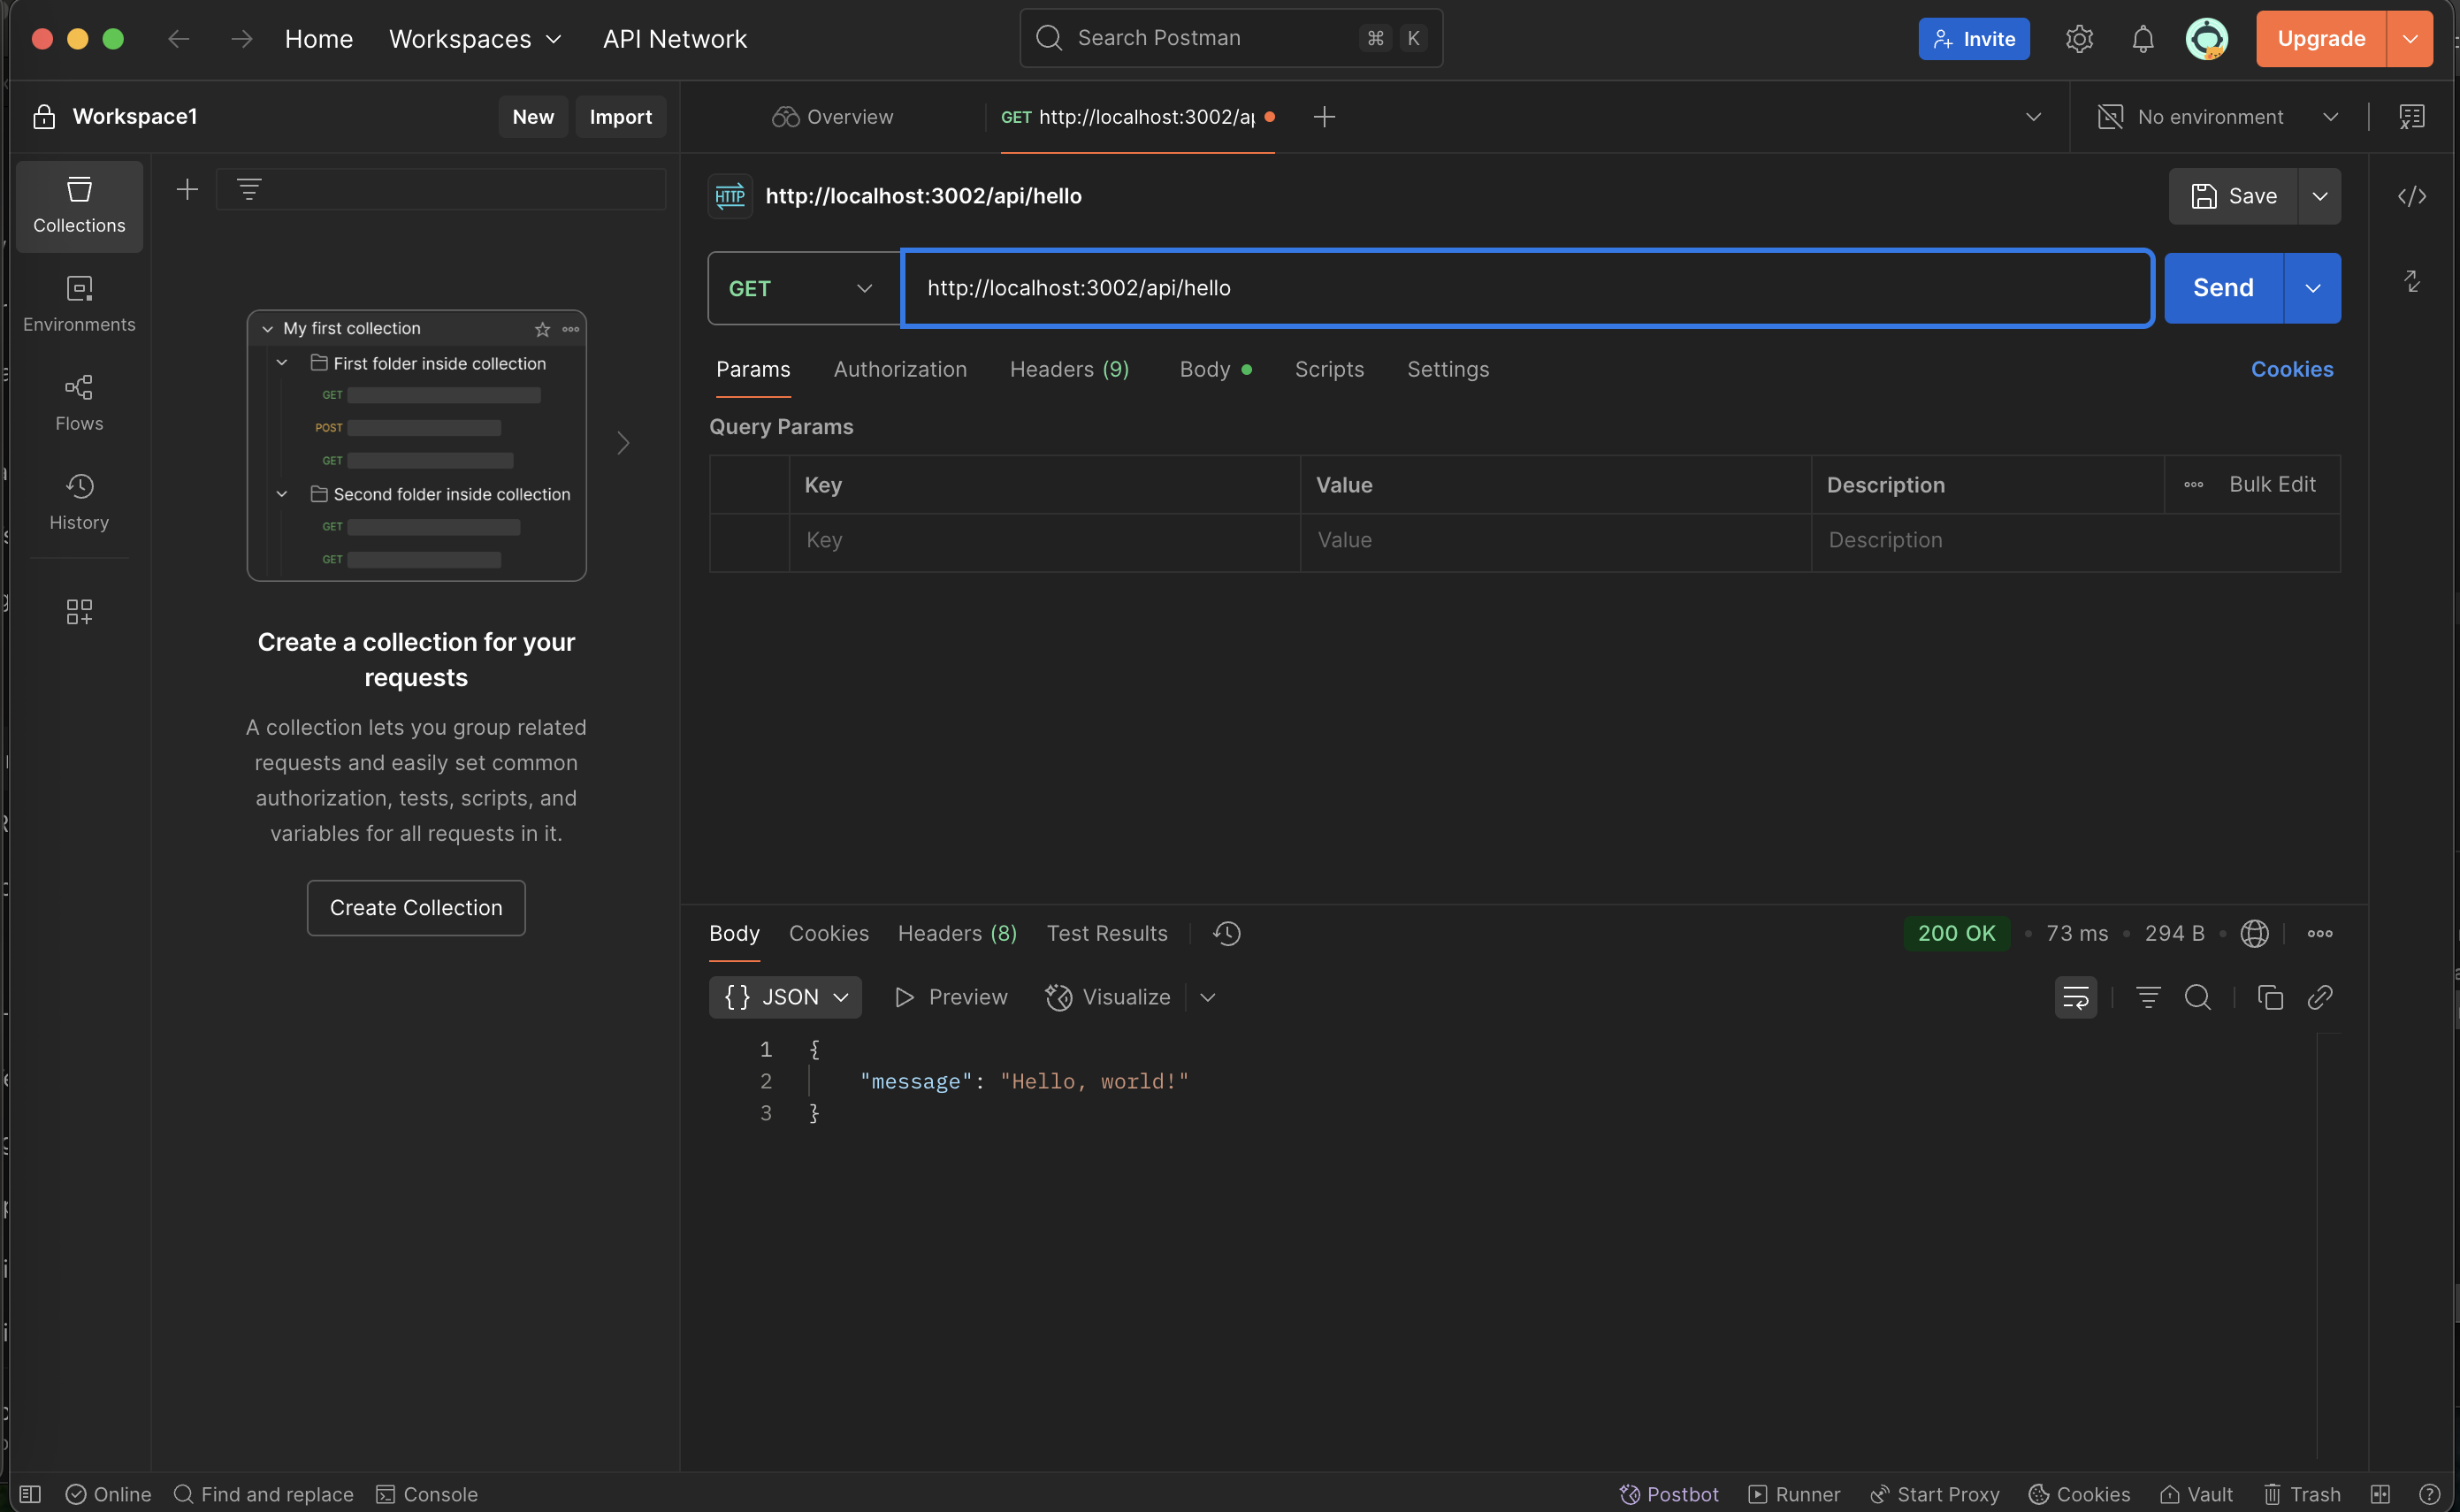 Home Workspaces API Network Search Postman ⌘ K Invite Upgrade
Workspace1 New Import
Overview GET http://localhost:3002/ap No environment
Collections
Environments
Flows
History
My first collection
First folder inside collection
GET
POST
GET
Second folder inside collection
GET
GET
Create a collection for your
requests
A collection lets you group related
requests and easily set common
authorization, tests, scripts, and
variables for all requests in it.
Create Collection
HTTP http://localhost:3002/api/hello Save
GET http://localhost:3002/api/hello Send
Params Authorization Headers (9) Body Scripts Settings Cookies
Query Params
Key Value Description Bulk Edit
Key Value Description
Body Cookies Headers (8) Test Results 200 OK • 73 ms • 294 B
{} JSON Preview Visualize
1 {
2 "message": "Hello, world!"
3 }
Online Find and replace Console Postbot Runner Start Proxy Cookies Vault Trash